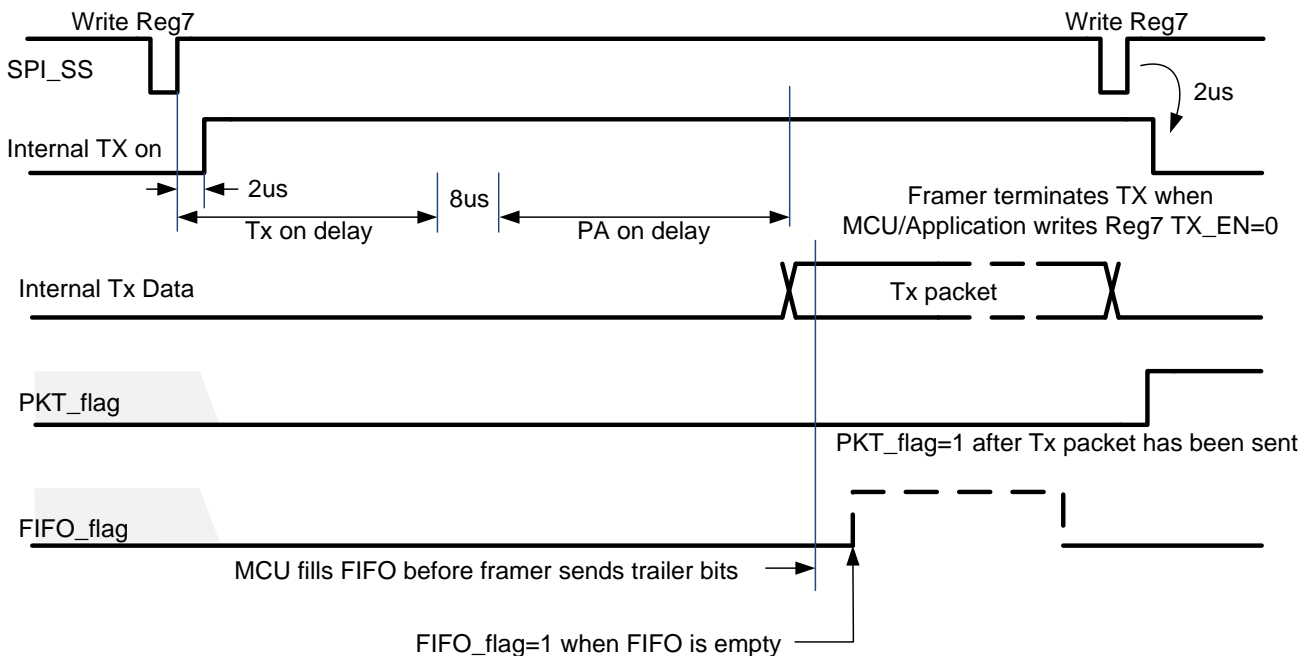 Write Reg7
Write Reg7
SPI_SS
2us
Internal TX on
2us
8us
Tx on delay
PA on delay
Framer terminates TX when
MCU/Application writes Reg7 TX_EN=0
Internal Tx Data
Tx packet
PKT_flag
PKT_flag=1 after Tx packet has been sent
FIFO_flag
MCU fills FIFO before framer sends trailer bits
FIFO_flag=1 when FIFO is empty